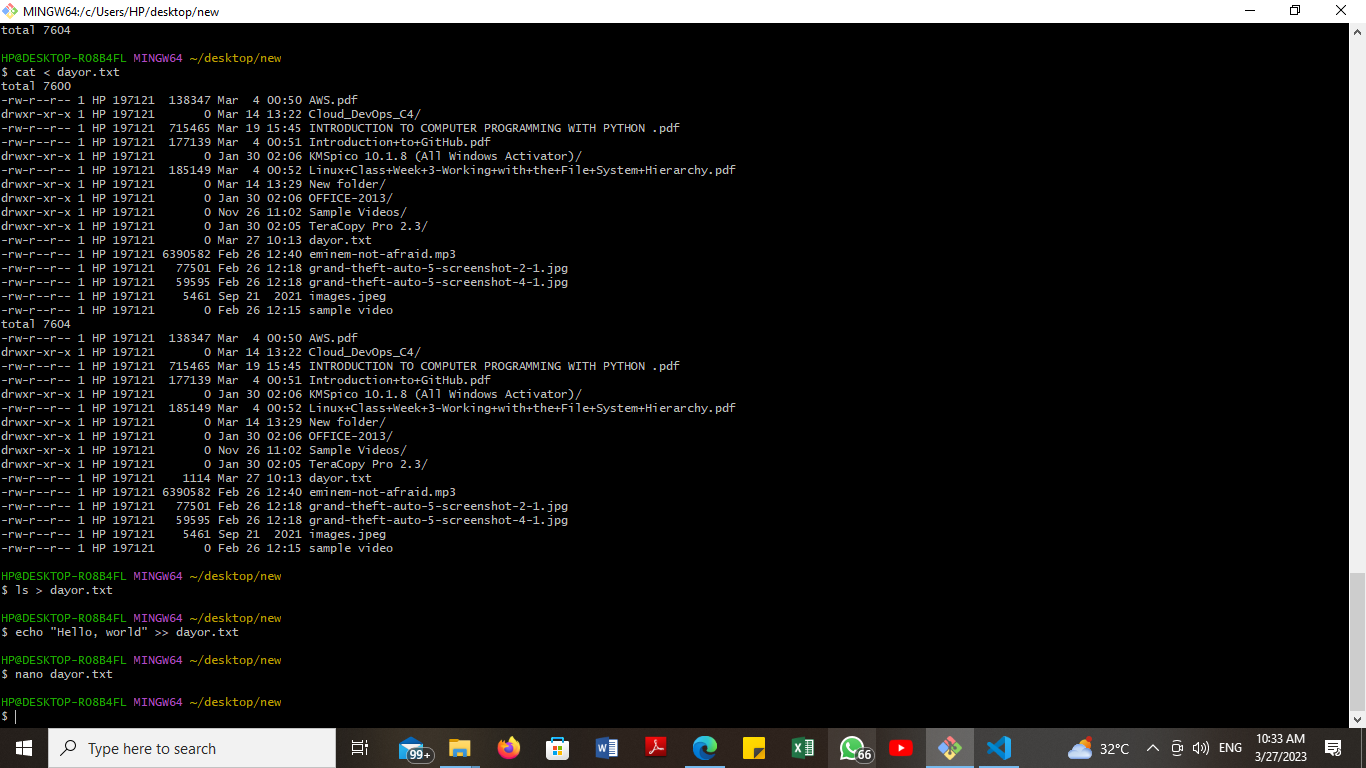 MINGW64:/c/Users/HP/desktop/new
total 7604
HP@DESKTOP-RO8B4FL MINGW64 ~/desktop/new
$ cat < dayor.txt
total 7600
-rw-r--r-- 1 HP 197121  138347 Mar  4 00:50 AWS.pdf
drwxr-xr-x 1 HP 197121       0 Mar 14 13:22 Cloud_DevOps_C4/
-rw-r--r-- 1 HP 197121  715465 Mar 19 15:45 INTRODUCTION TO COMPUTER PROGRAMMING WITH PYTHON .pdf
-rw-r--r-- 1 HP 197121  177139 Mar  4 00:51 Introduction+to+GitHub.pdf
drwxr-xr-x 1 HP 197121       0 Jan 30 02:06 KMSpico 10.1.8 (All Windows Activator)/
-rw-r--r-- 1 HP 197121  185149 Mar  4 00:52 Linux+Class+Week+3-Working+with+the+File+System+Hierarchy.pdf
drwxr-xr-x 1 HP 197121       0 Mar 14 13:29 New folder/
drwxr-xr-x 1 HP 197121       0 Jan 30 02:06 OFFICE-2013/
drwxr-xr-x 1 HP 197121       0 Nov 26 11:02 Sample Videos/
drwxr-xr-x 1 HP 197121       0 Jan 30 02:05 TeraCopy Pro 2.3/
-rw-r--r-- 1 HP 197121       0 Mar 27 10:13 dayor.txt
-rw-r--r-- 1 HP 197121 6390582 Feb 26 12:40 eminem-not-afraid.mp3
-rw-r--r-- 1 HP 197121   77501 Feb 26 12:18 grand-theft-auto-5-screenshot-2-1.jpg
-rw-r--r-- 1 HP 197121   59595 Feb 26 12:18 grand-theft-auto-5-screenshot-4-1.jpg
-rw-r--r-- 1 HP 197121    5461 Sep 21  2021 images.jpeg
-rw-r--r-- 1 HP 197121       0 Feb 26 12:15 sample video
total 7604
-rw-r--r-- 1 HP 197121  138347 Mar  4 00:50 AWS.pdf
drwxr-xr-x 1 HP 197121       0 Mar 14 13:22 Cloud_DevOps_C4/
-rw-r--r-- 1 HP 197121  715465 Mar 19 15:45 INTRODUCTION TO COMPUTER PROGRAMMING WITH PYTHON .pdf
-rw-r--r-- 1 HP 197121  177139 Mar  4 00:51 Introduction+to+GitHub.pdf
drwxr-xr-x 1 HP 197121       0 Jan 30 02:06 KMSpico 10.1.8 (All Windows Activator)/
-rw-r--r-- 1 HP 197121  185149 Mar  4 00:52 Linux+Class+Week+3-Working+with+the+File+System+Hierarchy.pdf
drwxr-xr-x 1 HP 197121       0 Mar 14 13:29 New folder/
drwxr-xr-x 1 HP 197121       0 Jan 30 02:06 OFFICE-2013/
drwxr-xr-x 1 HP 197121       0 Nov 26 11:02 Sample Videos/
drwxr-xr-x 1 HP 197121       0 Jan 30 02:05 TeraCopy Pro 2.3/
-rw-r--r-- 1 HP 197121    1114 Mar 27 10:13 dayor.txt
-rw-r--r-- 1 HP 197121 6390582 Feb 26 12:40 eminem-not-afraid.mp3
-rw-r--r-- 1 HP 197121   77501 Feb 26 12:18 grand-theft-auto-5-screenshot-2-1.jpg
-rw-r--r-- 1 HP 197121   59595 Feb 26 12:18 grand-theft-auto-5-screenshot-4-1.jpg
-rw-r--r-- 1 HP 197121    5461 Sep 21  2021 images.jpeg
-rw-r--r-- 1 HP 197121       0 Feb 26 12:15 sample video
HP@DESKTOP-RO8B4FL MINGW64 ~/desktop/new
$ ls > dayor.txt
HP@DESKTOP-RO8B4FL MINGW64 ~/desktop/new
$ echo "Hello, world" >> dayor.txt
HP@DESKTOP-RO8B4FL MINGW64 ~/desktop/new
$ nano dayor.txt
HP@DESKTOP-RO8B4FL MINGW64 ~/desktop/new
$
Type here to search
99+
66
32°C
ENG
10:33 AM
3/27/2023